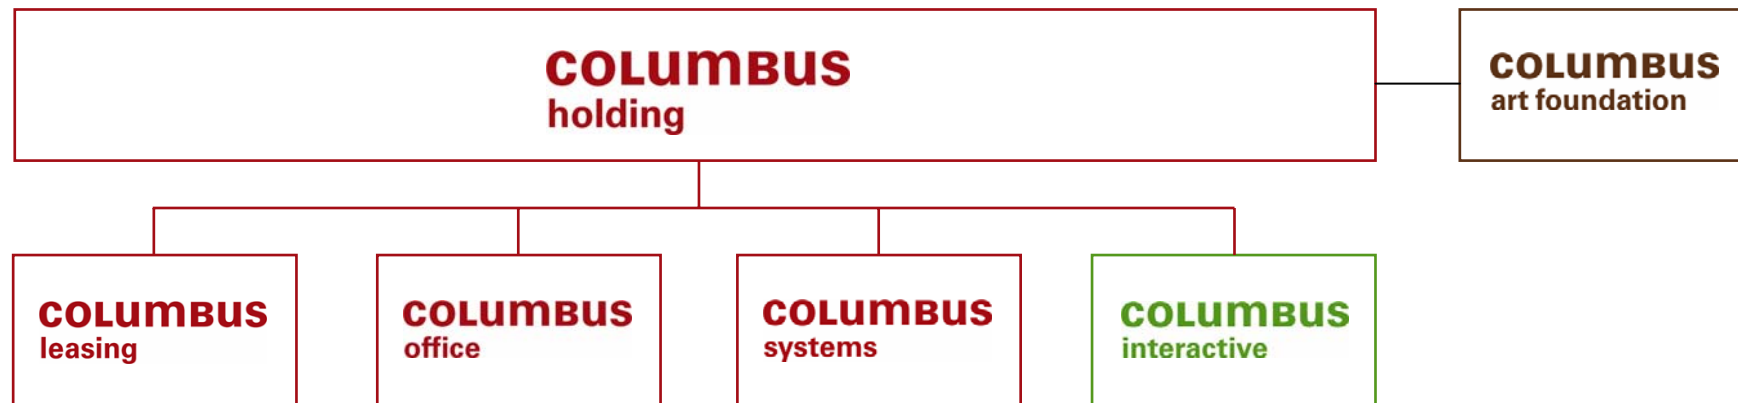 COLUMBUS
holding
COLUMBUS
art foundation
COLUMBUS
leasing
COLUMBUS
office
COLUMBUS
systems
COLUMBUS
interactive